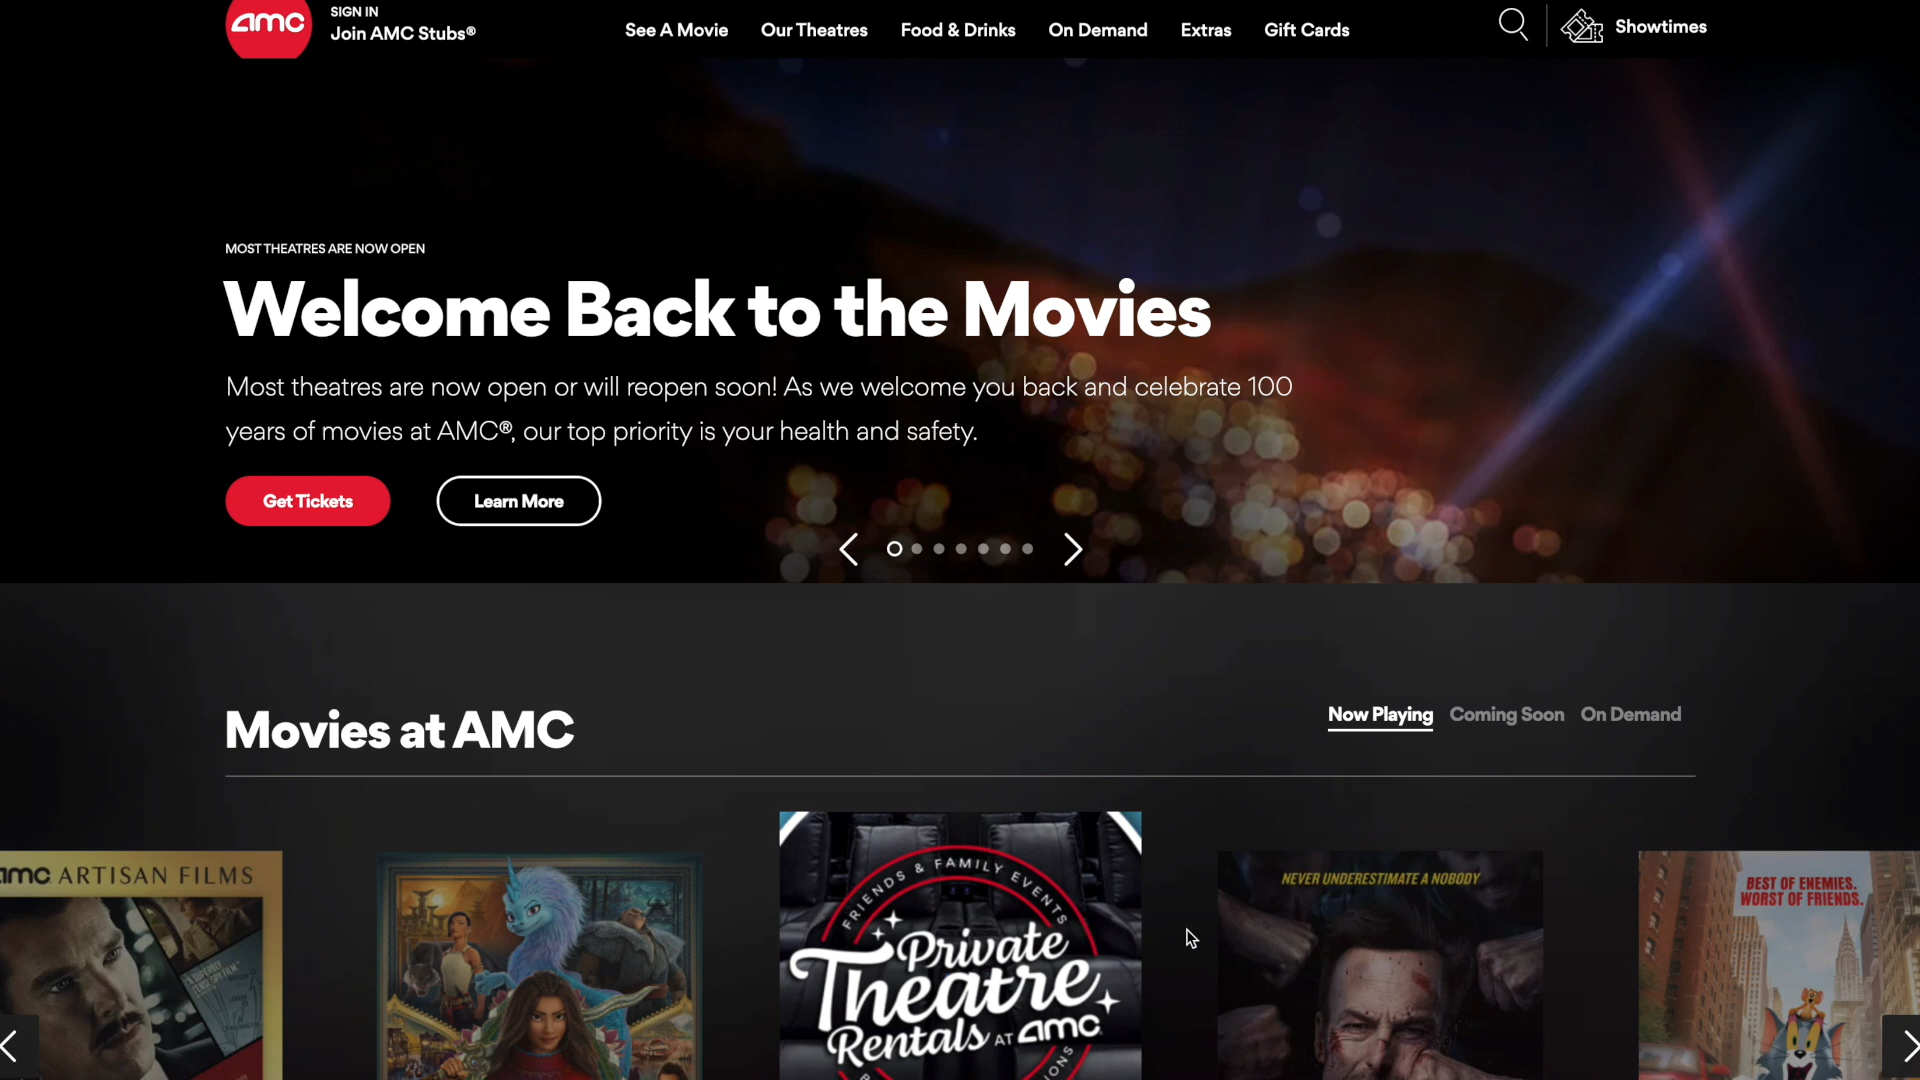 amc
SIGN IN
Join AMC Stubs®
See A Movie
Our Theatres
Food & Drinks
On Demand
Extras
Gift Cards
Showtimes
MOST THEATRES ARE NOW OPEN
Welcome Back to the Movies
Most theatres are now open or will reopen soon! As we welcome you back and celebrate 100
years of movies at AMC®, our top priority is your health and safety.
Get Tickets
Learn More
Movies at AMC
Now Playing
Coming Soon
On Demand
amc ARTISAN FILMS
FRIENDS & FAMILY EVENTS
Private
Theatre
Rentals AT amc
NEVER UNDERESTIMATE A NOBODY
BEST OF ENEMIES.
WORST OF FRIENDS.